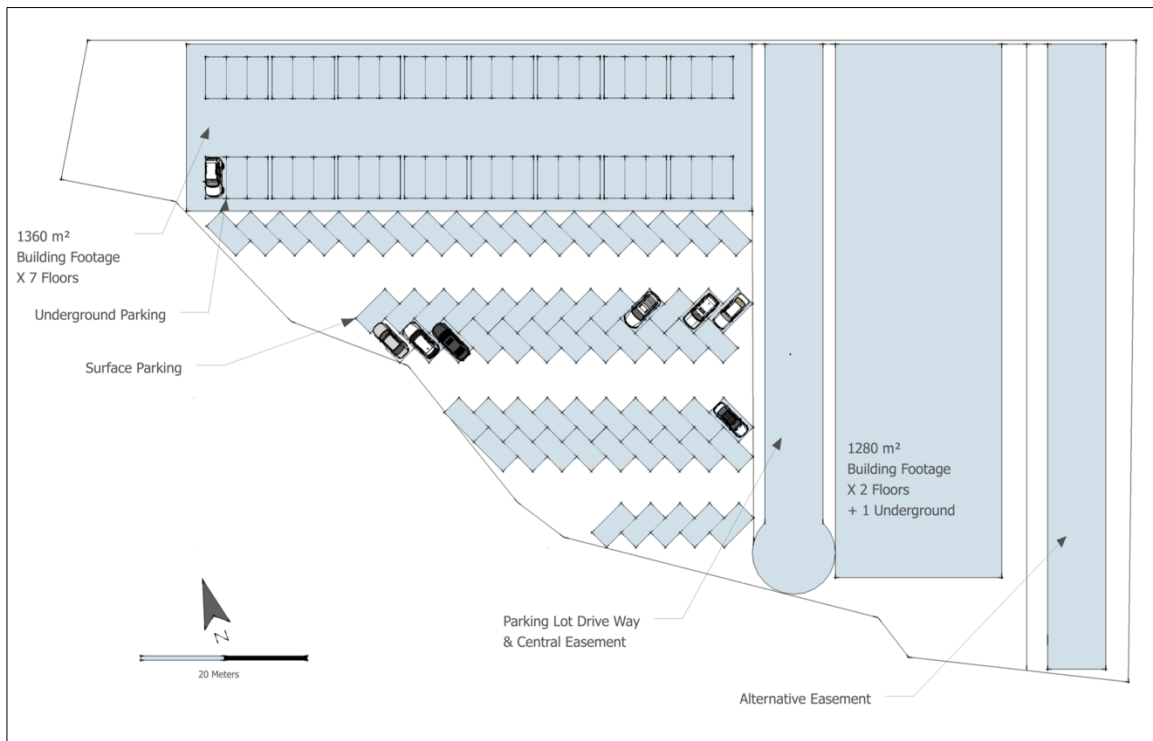 1360 m²
Building Footage
X 7 Floors
Underground Parking
Surface Parking
1280 m²
Building Footage
X 2 Floors
+ 1 Underground
Parking Lot Drive Way
& Central Easement
N
20 Meters
Alternative Easement